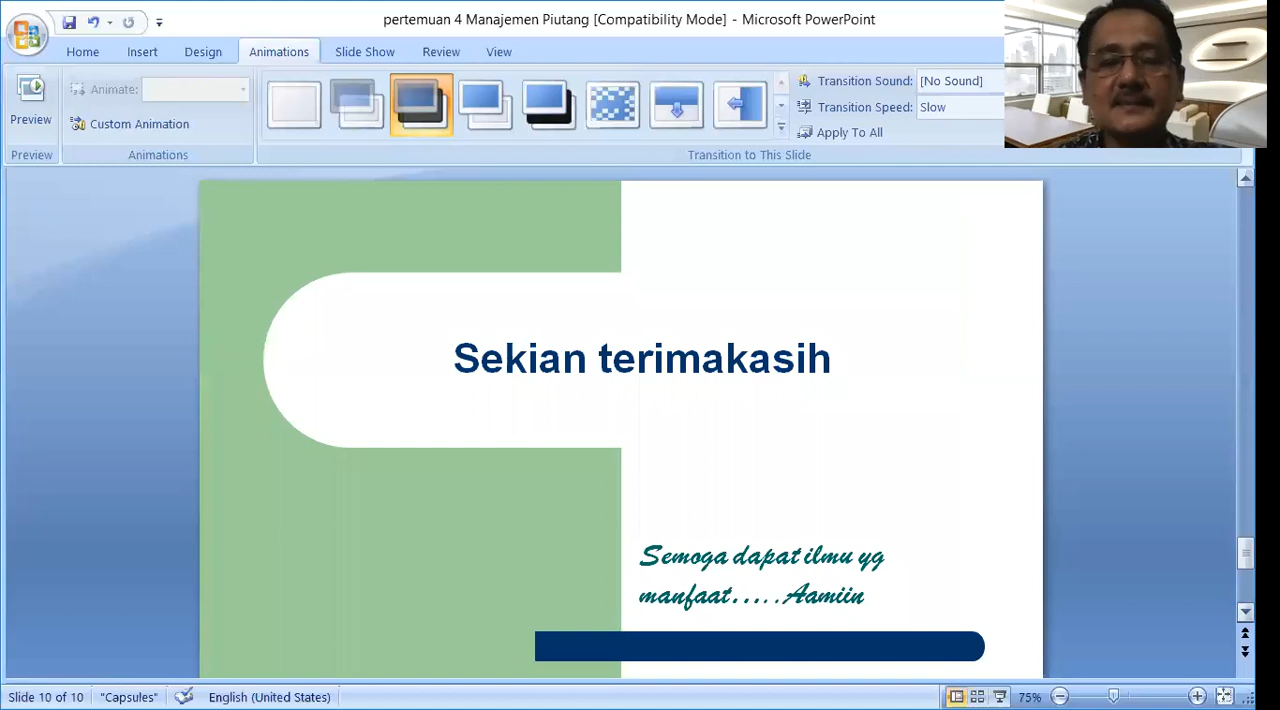 pertemuan 4 Manajemen Piutang [Compatibility Mode] - Microsoft PowerPoint
Home Insert Design Animations Slide Show Review View
Preview
Animate:
Custom Animation
Transition Sound: [No Sound]
Transition Speed: Slow
Apply To All
Preview Animations Transition to This Slide
Sekian terimakasih
Semoga dapat ilmu yg
manfaat.....Aamiin
Slide 10 of 10 "Capsules" English (United States) 75%